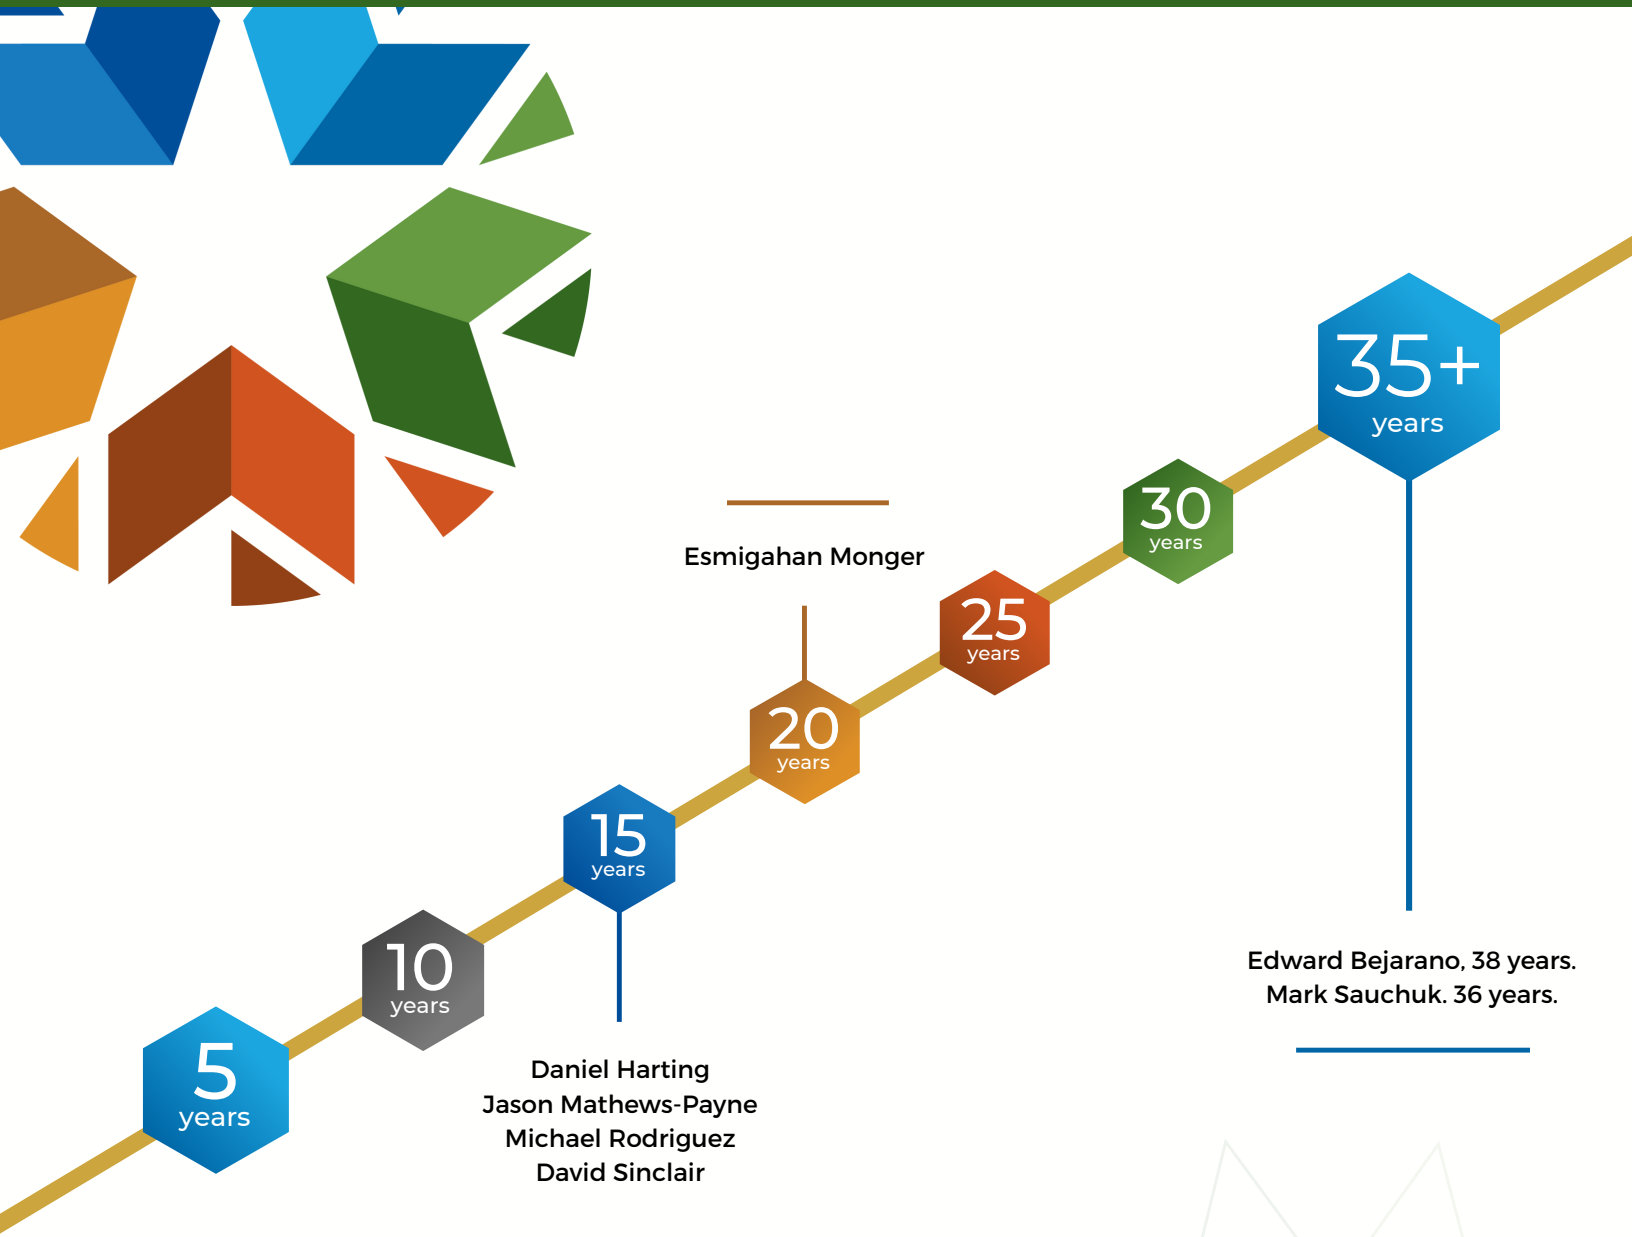 35+
years
30
years
Esmigahan Monger
25
years
20
years
15
years
10
years
5
years
Daniel Harting
Jason Mathews-Payne
Michael Rodriguez
David Sinclair
Edward Bejarano, 38 years.
Mark Sauchuk. 36 years.